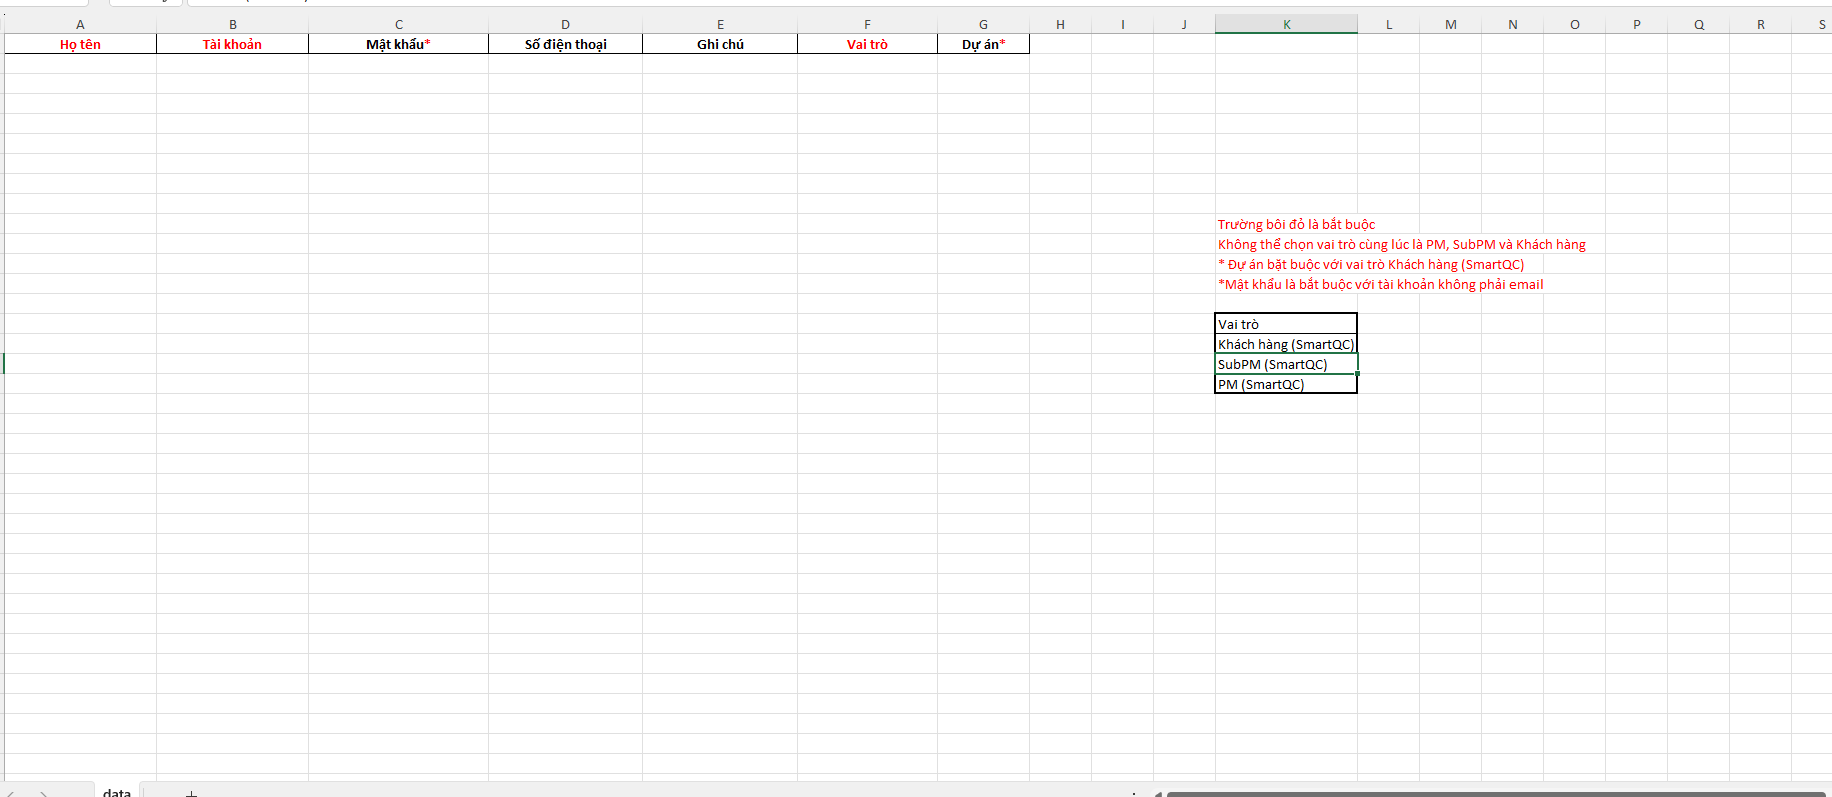 A B C D E F G H I J K L M N O P Q R S
Họ tên Tài khoản Mật khẩu* Số điện thoại Ghi chú Vai trò Dự án*
Trường bôi đỏ là bắt buộc
Không thể chọn vai trò cùng lúc là PM, SubPM và Khách hàng
* Đự án bặt buộc với vai trò Khách hàng (SmartQC)
*Mật khẩu là bắt buộc với tài khoản không phải email
Vai trò
Khách hàng (SmartQC)
SubPM (SmartQC)
PM (SmartQC)
data